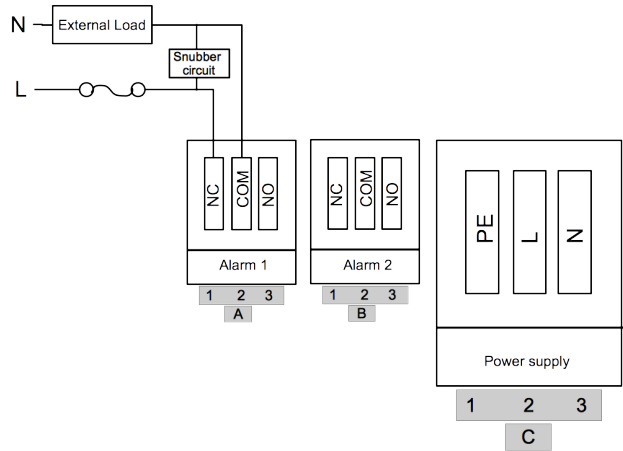 N
External Load
Snubber
circuit
L
NC
COM
NO
Alarm 1
1 2 3
A
NC
COM
NO
Alarm 2
1 2 3
B
PE
L
N
Power supply
1 2 3
C